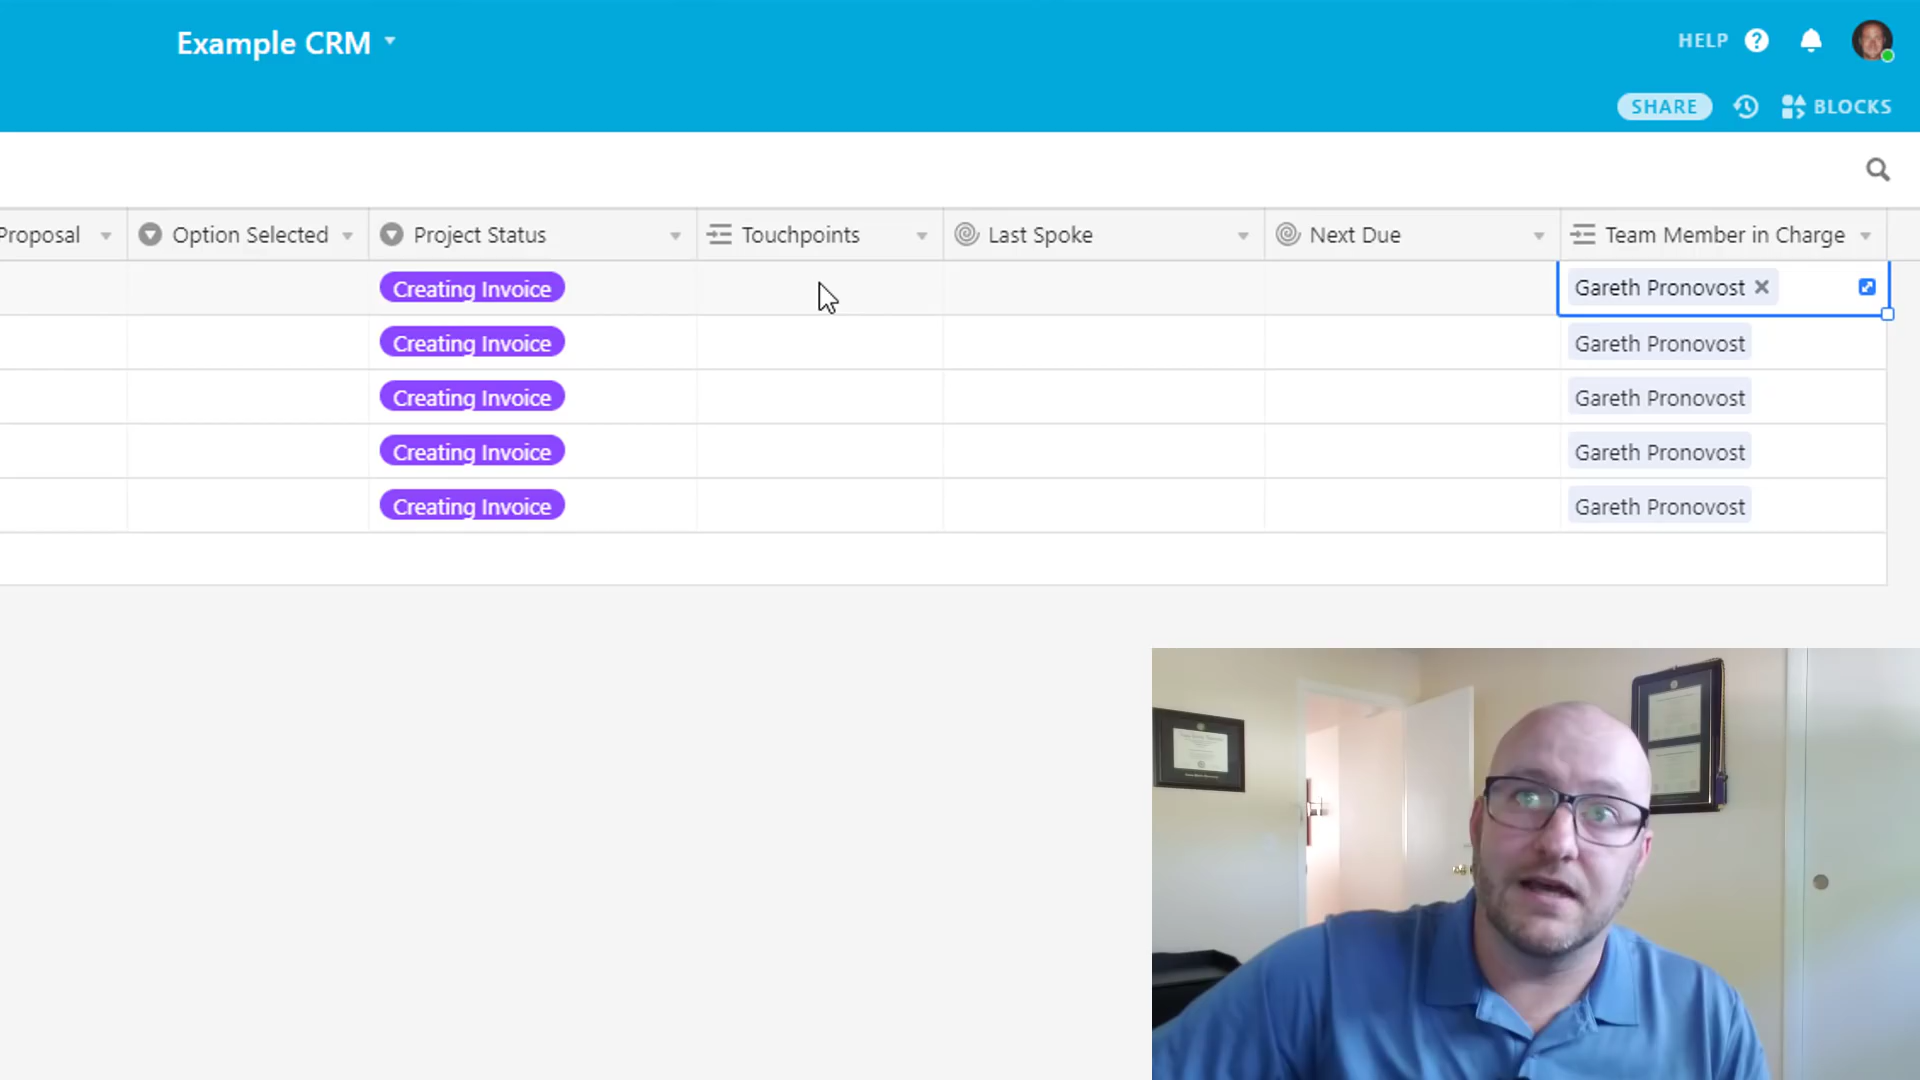 Example CRM
HELP
SHARE
BLOCKS
Proposal Option Selected Project Status Touchpoints Last Spoke Next Due Team Member in Charge
Creating Invoice Gareth Pronovost
Creating Invoice Gareth Pronovost
Creating Invoice Gareth Pronovost
Creating Invoice Gareth Pronovost
Creating Invoice Gareth Pronovost